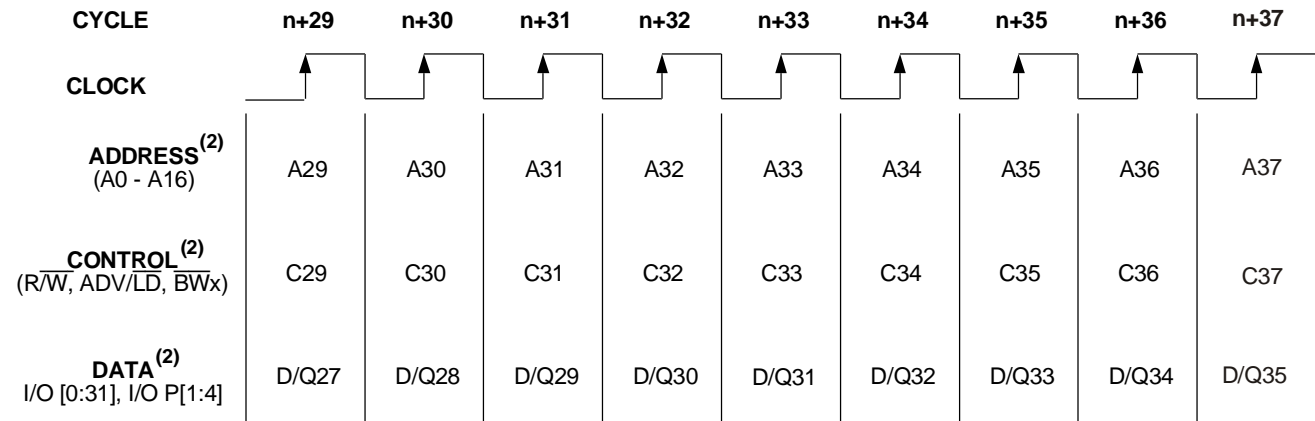 CYCLE n+29 n+30 n+31 n+32 n+33 n+34 n+35 n+36 n+37
CLOCK
ADDRESS(2)
(A0 - A16) A29 A30 A31 A32 A33 A34 A35 A36 A37
CONTROL(2)
(R/W, ADV/LD, BWx) C29 C30 C31 C32 C33 C34 C35 C36 C37
DATA(2)
I/O [0:31], I/O P[1:4] D/Q27 D/Q28 D/Q29 D/Q30 D/Q31 D/Q32 D/Q33 D/Q34 D/Q35